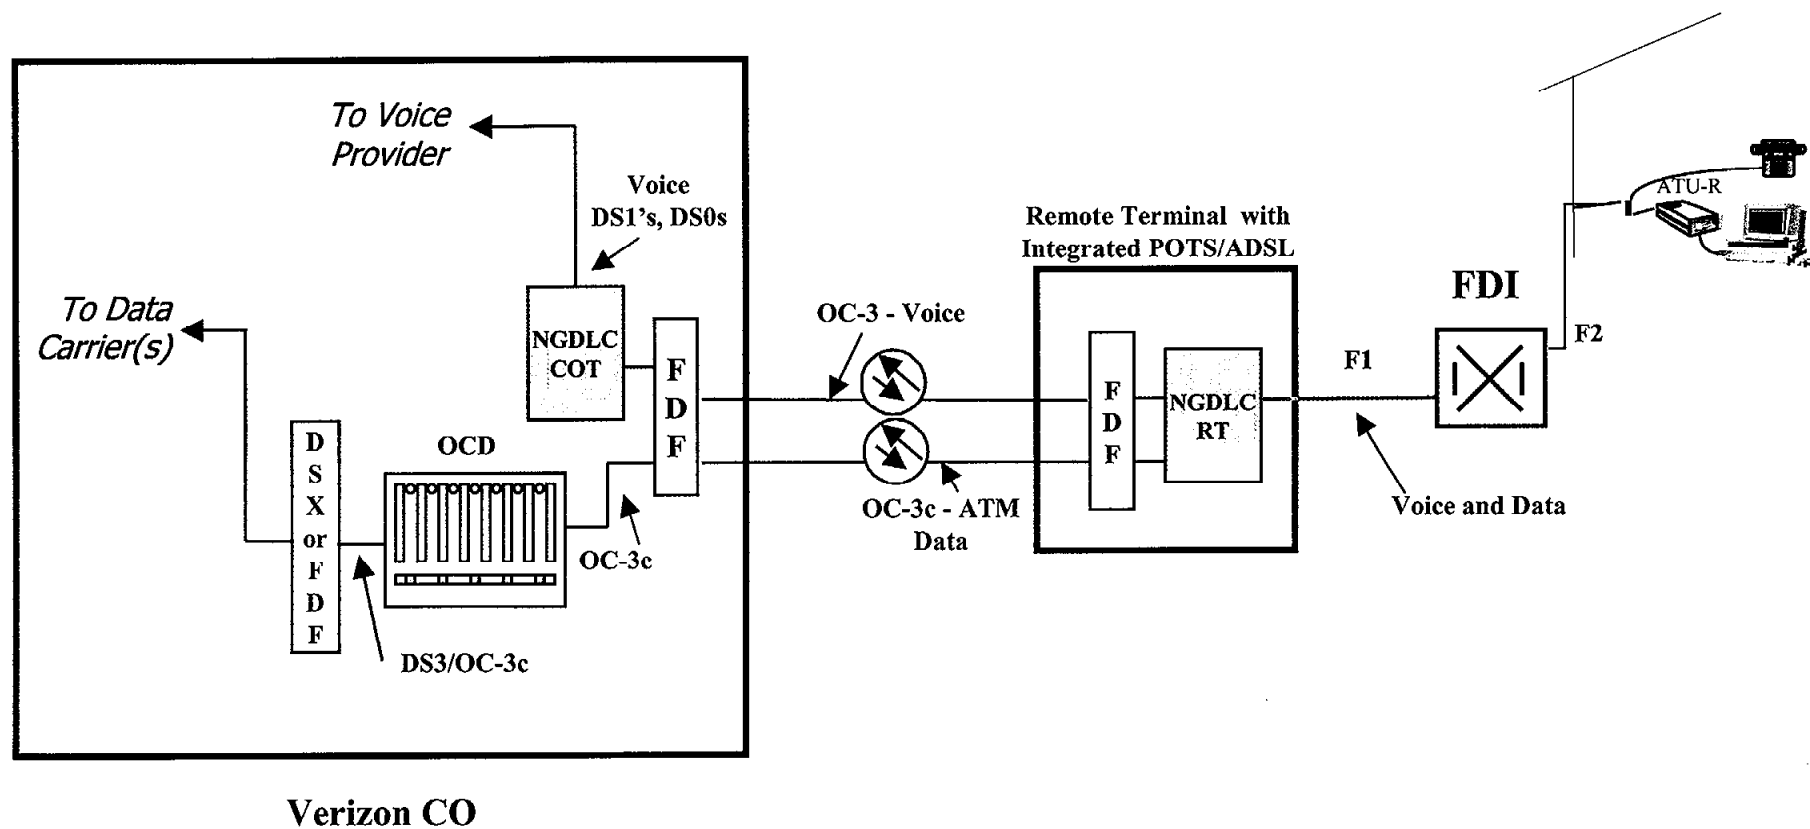 To Voice
Provider
Voice
DS1's, DS0s
To Data
Carrier(s)
NGDLC
COT
F
D
F
OCD
D
S
X
or
F
D
F
OC-3c
DS3/OC-3c
Verizon CO
OC-3 - Voice
OC-3c - ATM
Data
Remote Terminal with
Integrated POTS/ADSL
F
D
F
NGDLC
RT
F1
Voice and Data
FDI
F2
ATU-R